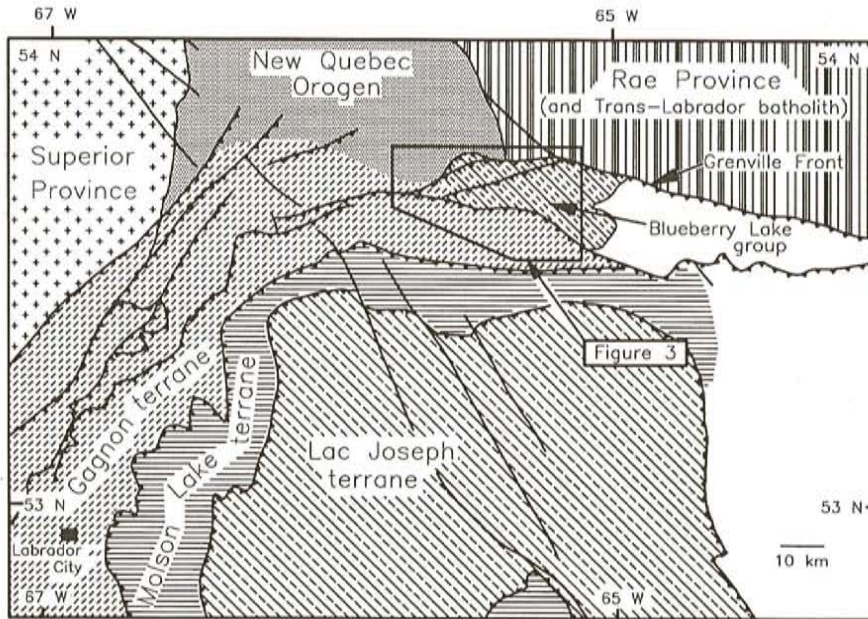 67 W
65 W
54 N
New Quebec
Orogen
Rae Province
(and Trans-Labrador batholith)
54 N
Superior
Province
Grenville Front
Blueberry Lake
group
Figure 3
Gagnon terrane
Molson Lake terrane
Lac Joseph
terrane
53 N
53 N
Labrador
City
10 km
67 W
65 W